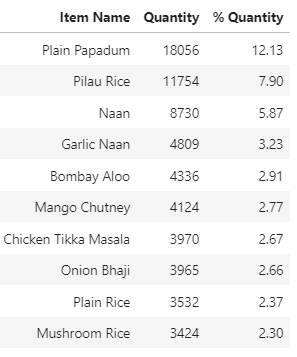 Item Name Quantity % Quantity
Plain Papadum 18056 12.13
Pilau Rice 11754 7.90
Naan 8730 5.87
Garlic Naan 4809 3.23
Bombay Aloo 4336 2.91
Mango Chutney 4124 2.77
Chicken Tikka Masala 3970 2.67
Onion Bhaji 3965 2.66
Plain Rice 3532 2.37
Mushroom Rice 3424 2.30